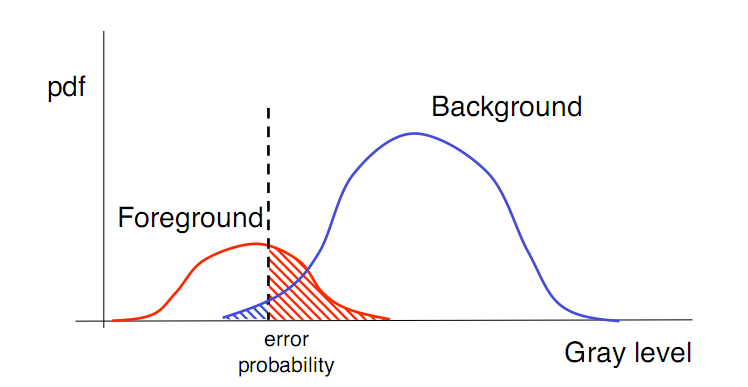 pdf
Background
Foreground
error
probability
Gray level